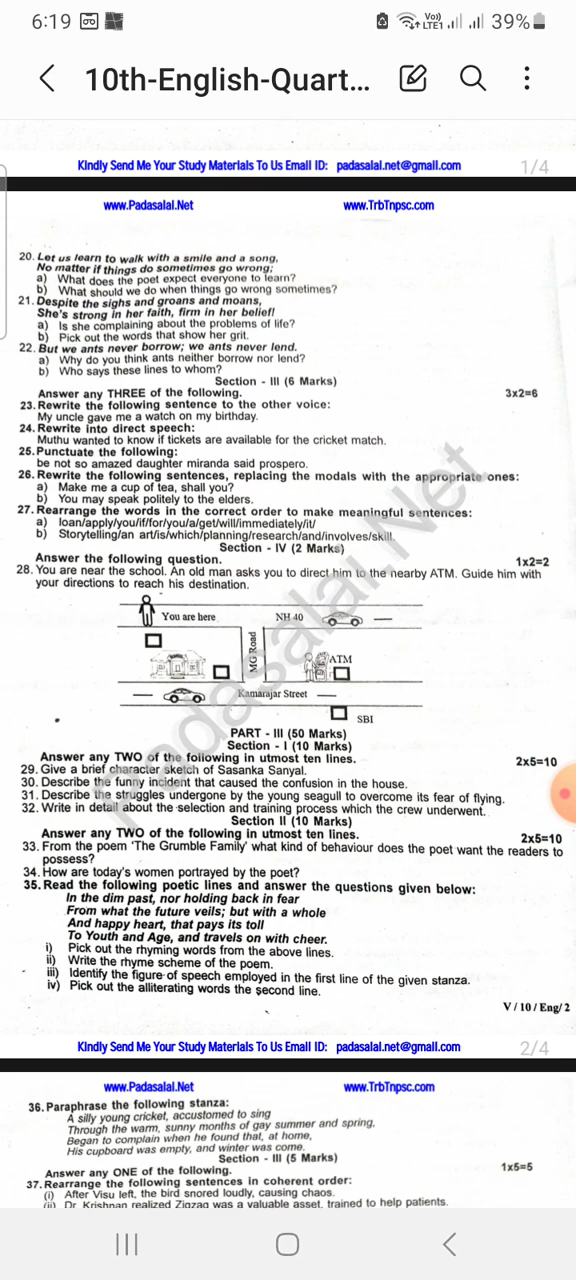 6:19
Vo)) LTE1
39%
10th-English-Quart...
Kindly Send Me Your Study Materials To Us Email ID: padasalai.net@gmail.com
1/4
www.Padasalai.Net
www.TrbTnpsc.com
20. Let us learn to walk with a smile and a song,
No matter if things do sometimes go wrong;
a) What does the poet expect everyone to learn?
b) What should we do when things go wrong sometimes?
21. Despite the sighs and groans and moans,
She's strong in her faith, firm in her belief!
a) Is she complaining about the problems of life?
b) Pick out the words that show her grit.
22. But we ants never borrow; we ants never lend.
a) Why do you think ants neither borrow nor lend?
b) Who says these lines to whom?
Section - III (6 Marks)
Answer any THREE of the following.
3x2=6
23. Rewrite the following sentence to the other voice:
My uncle gave me a watch on my birthday.
24. Rewrite into direct speech:
Muthu wanted to know if tickets are available for the cricket match.
25. Punctuate the following:
be not so amazed daughter miranda said prospero.
26. Rewrite the following sentences, replacing the modals with the appropriate ones:
a) Make me a cup of tea, shall you?
b) You may speak politely to the elders.
27. Rearrange the words in the correct order to make meaningful sentences:
a) loan/apply/you/if/for/you/a/get/will/immediately/it/
b) Storytelling/an art/is/which/planning/research/and/involves/skill.
Section - IV (2 Marks)
Answer the following question.
1x2=2
28. You are near the school. An old man asks you to direct him to the nearby ATM. Guide him with
your directions to reach his destination.
You are here
NH 40
MG Road
ATM
Kamarajar Street
SBI
Padasalai.Net
PART - III (50 Marks)
Section - I (10 Marks)
Answer any TWO of the following in utmost ten lines.
2x5=10
29. Give a brief character sketch of Sasanka Sanyal.
30. Describe the funny incident that caused the confusion in the house.
31. Describe the struggles undergone by the young seagull to overcome its fear of flying.
32. Write in detail about the selection and training process which the crew underwent.
Section II (10 Marks)
Answer any TWO of the following in utmost ten lines.
2x5=10
33. From the poem 'The Grumble Family' what kind of behaviour does the poet want the readers to
possess?
34. How are today's women portrayed by the poet?
35. Read the following poetic lines and answer the questions given below:
In the dim past, nor holding back in fear
From what the future veils; but with a whole
And happy heart, that pays its toll
To Youth and Age, and travels on with cheer.
i) Pick out the rhyming words from the above lines.
ii) Write the rhyme scheme of the poem.
iii) Identify the figure of speech employed in the first line of the given stanza.
iv) Pick out the alliterating words the second line.
V / 10 / Eng/ 2
Kindly Send Me Your Study Materials To Us Email ID: padasalai.net@gmail.com
2/4
www.Padasalai.Net
www.TrbTnpsc.com
36. Paraphrase the following stanza:
A silly young cricket, accustomed to sing
Through the warm, sunny months of gay summer and spring,
Began to complain when he found that, at home,
His cupboard was empty, and winter was come.
Section - III (5 Marks)
Answer any ONE of the following.
1x5=5
37. Rearrange the following sentences in coherent order:
(i) After Visu left, the bird snored loudly, causing chaos.
(ii) Dr. Krishnan realized Zigzag was a valuable asset, trained to help patients.